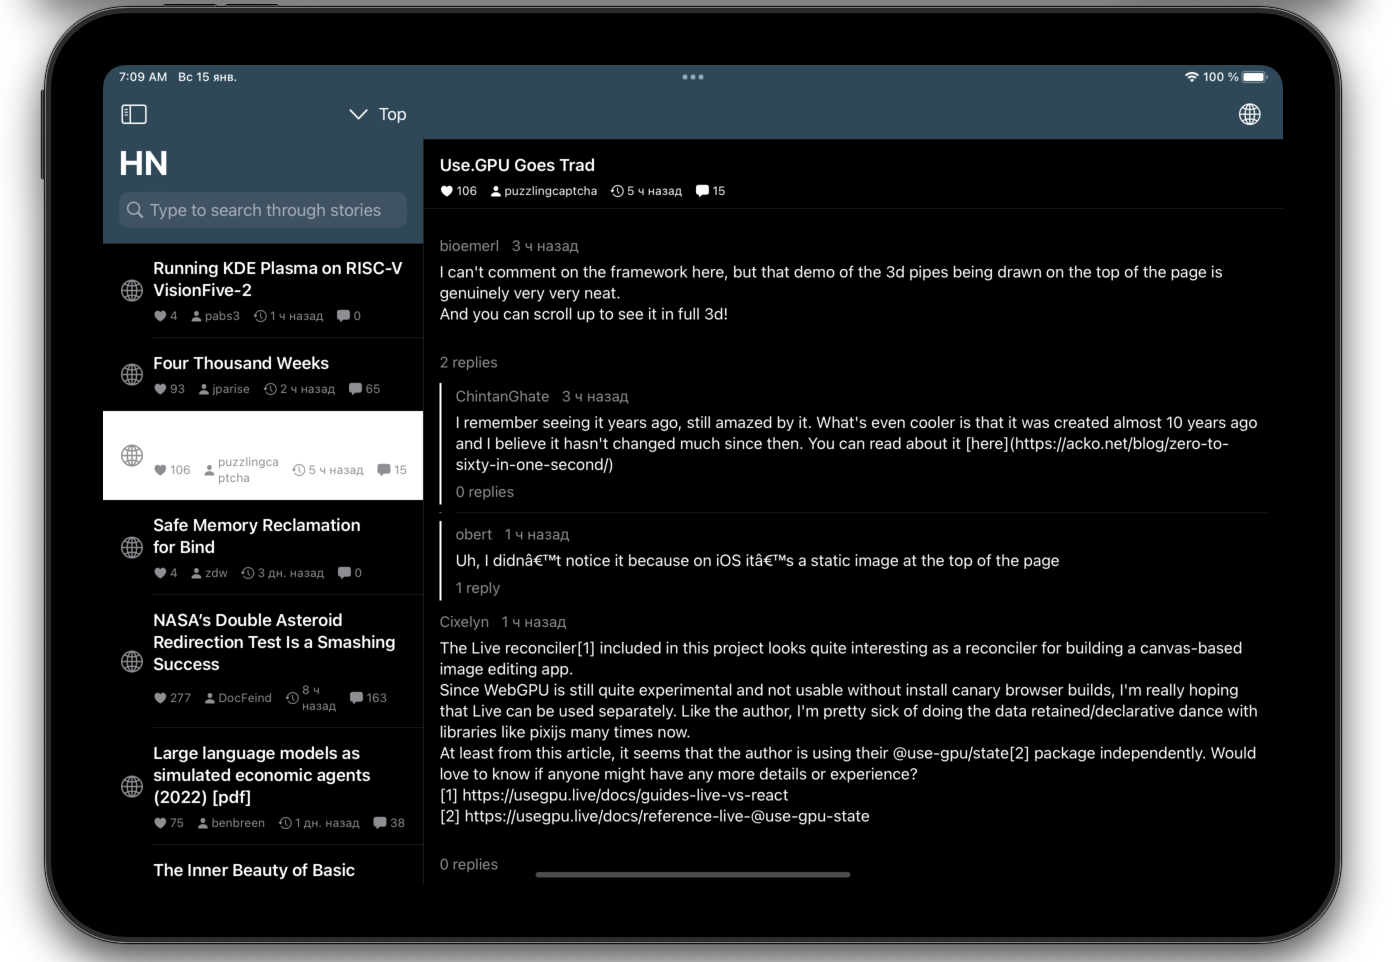 7:09 AM Вс 15 янв.
100 %
Top
HN
Type to search through stories
Running KDE Plasma on RISC-V
VisionFive-2
4 pabs3 1 ч назад 0
Four Thousand Weeks
93 jparise 2 ч назад 65
106 puzzlingca
ptcha 5 ч назад 15
Safe Memory Reclamation
for Bind
4 zdw 3 дн. назад 0
NASA’s Double Asteroid
Redirection Test Is a Smashing
Success
277 DocFeind 8 ч
назад 163
Large language models as
simulated economic agents
(2022) [pdf]
75 benbreen 1 дн. назад 38
The Inner Beauty of Basic
Use.GPU Goes Trad
106 puzzlingcaptcha 5 ч назад 15
bioemerl 3 ч назад
I can't comment on the framework here, but that demo of the 3d pipes being drawn on the top of the page is
genuinely very very neat.
And you can scroll up to see it in full 3d!
2 replies
ChintanGhate 3 ч назад
I remember seeing it years ago, still amazed by it. What's even cooler is that it was created almost 10 years ago
and I believe it hasn't changed much since then. You can read about it [here](https://acko.net/blog/zero-to-
sixty-in-one-second/)
0 replies
obert 1 ч назад
Uh, I didnâ€™t notice it because on iOS itâ€™s a static image at the top of the page
1 reply
Cixelyn 1 ч назад
The Live reconciler[1] included in this project looks quite interesting as a reconciler for building a canvas-based
image editing app.
Since WebGPU is still quite experimental and not usable without install canary browser builds, I'm really hoping
that Live can be used separately. Like the author, I'm pretty sick of doing the data retained/declarative dance with
libraries like pixijs many times now.
At least from this article, it seems that the author is using their @use-gpu/state[2] package independently. Would
love to know if anyone might have any more details or experience?
[1] https://usegpu.live/docs/guides-live-vs-react
[2] https://usegpu.live/docs/reference-live-@use-gpu-state
0 replies